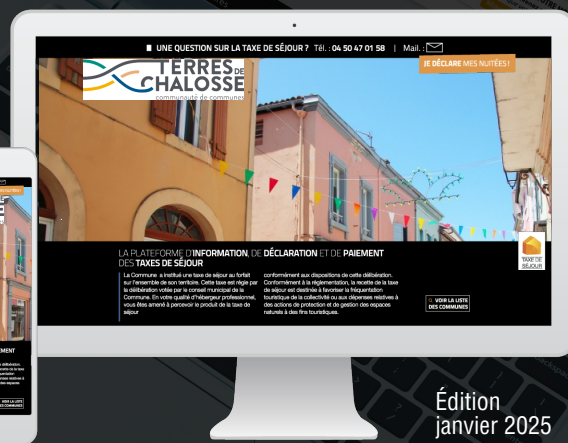 UNE QUESTION SUR LA TAXE DE SÉJOUR ? Tél. : 04 50 47 01 58 | Mail. :
JE DÉCLARE MES NUITÉES !
TERRES DE
CHALOSSE
communauté de communes
LA PLATEFORME D'INFORMATION, DE DÉCLARATION ET DE PAIEMENT
DES TAXES DE SÉJOUR
La Commune a institué une taxe de séjour au forfait
sur l'ensemble de son territoire. Cette taxe est régie par
la délibération votée par le conseil municipal de la
Commune. En votre qualité d'hébergeur professionnel,
vous êtes amené à percevoir le produit de la taxe de
séjour
conformément aux dispositions de cette délibération.
Conformément à la réglementation, la recette de la taxe
de séjour est destinée à favoriser la fréquentation
touristique de la collectivité ou aux dépenses relatives à
des actions de protection et de gestion des espaces
naturels à des fins touristiques.
VOIR LA LISTE
DES COMMUNES
TAXE DE
SÉJOUR
EMENT
VOIR LA LISTE
DES COMMUNES
Édition
janvier 2025